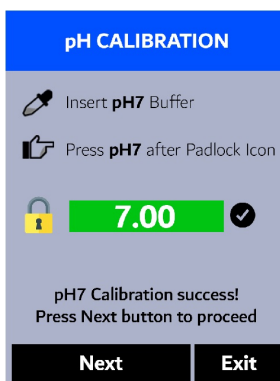 pH CALIBRATION
Insert pH7 Buffer
Press pH7 after Padlock Icon
7.00
pH7 Calibration success!
Press Next button to proceed
Next
Exit